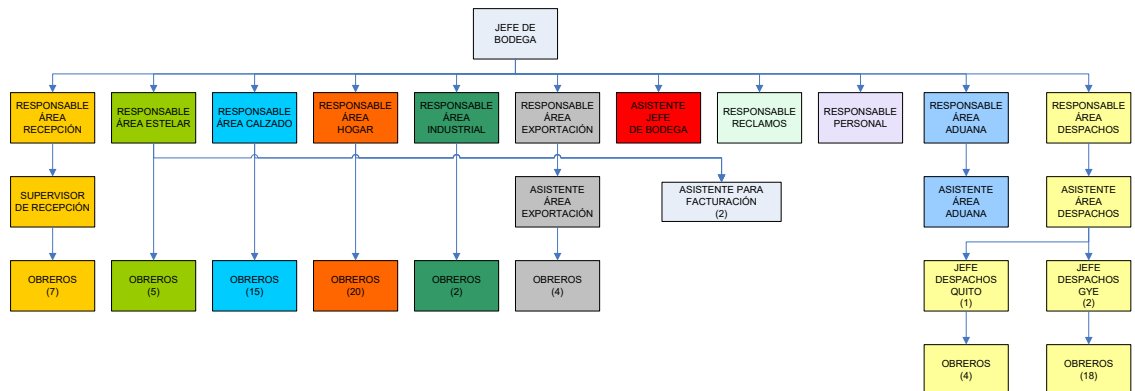 JEFE DE
BODEGA
RESPONSABLE
ÁREA
RECEPCIÓN
RESPONSABLE
ÁREA ESTELAR
RESPONSABLE
ÁREA CALZADO
RESPONSABLE
ÁREA
HOGAR
RESPONSABLE
ÁREA
INDUSTRIAL
RESPONSABLE
ÁREA
EXPORTACIÓN
ASISTENTE
JEFE
DE BODEGA
RESPONSABLE
RECLAMOS
RESPONSABLE
PERSONAL
RESPONSABLE
ÁREA
ADUANA
RESPONSABLE
ÁREA
DESPACHOS
SUPERVISOR
DE RECEPCIÓN
ASISTENTE
ÁREA
EXPORTACIÓN
ASISTENTE PARA
FACTURACIÓN
(2)
ASISTENTE
ÁREA
ADUANA
ASISTENTE
ÁREA
DESPACHOS
OBREROS
(7)
OBREROS
(5)
OBREROS
(15)
OBREROS
(20)
OBREROS
(2)
OBREROS
(4)
JEFE
DESPACHOS
QUITO
(1)
JEFE
DESPACHOS
GYE
(2)
OBREROS
(4)
OBREROS
(18)